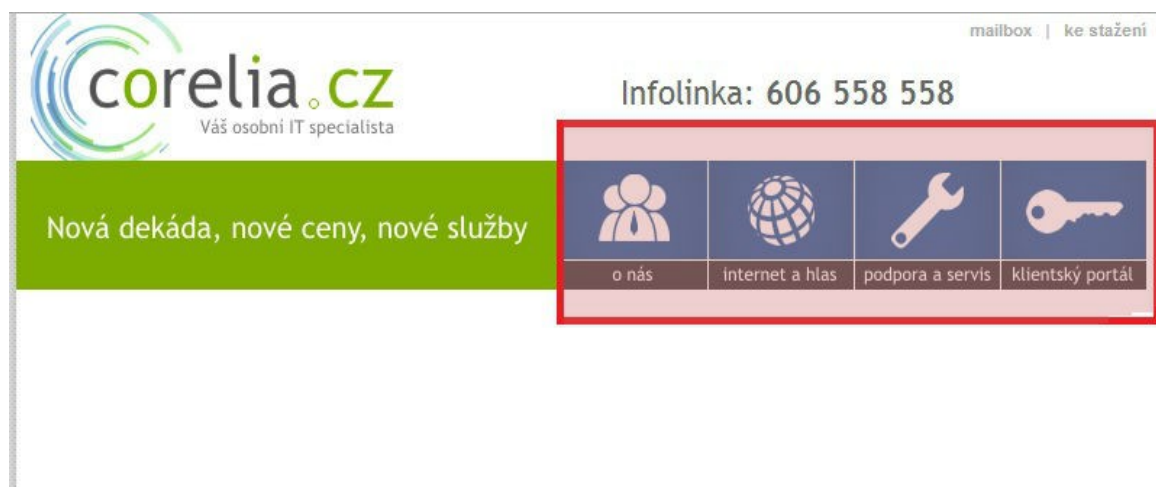 mailbox | ke stažení
corelia.cz
Váš osobní IT specialista
Infolinka: 606 558 558
Nová dekáda, nové ceny, nové služby
o nás
internet a hlas
podpora a servis
klientský portál